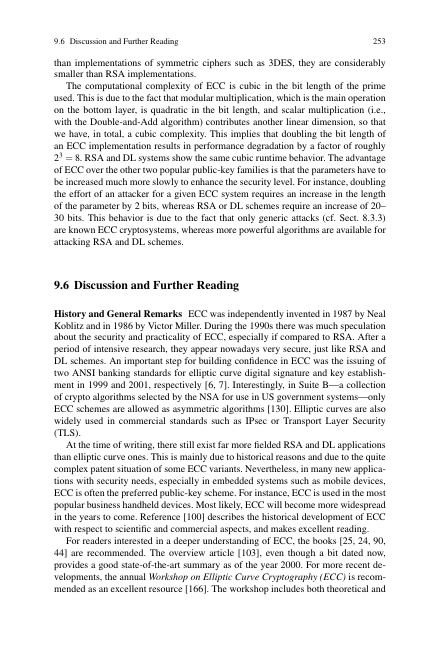 9.6 Discussion and Further Reading 253
than implementations of symmetric ciphers such as 3DES, they are considerably
smaller than RSA implementations.
The computational complexity of ECC is cubic in the bit length of the prime
used. This is due to the fact that modular multiplication, which is the main operation
on the bottom layer, is quadratic in the bit length, and scalar multiplication (i.e.,
with the Double-and-Add algorithm) contributes another linear dimension, so that
we have, in total, a cubic complexity. This implies that doubling the bit length of
an ECC implementation results in performance degradation by a factor of roughly
2³ = 8. RSA and DL systems show the same cubic runtime behavior. The advantage
of ECC over the other two popular public-key families is that the parameters have to
be increased much more slowly to enhance the security level. For instance, doubling
the effort of an attacker for a given ECC system requires an increase in the length
of the parameter by 2 bits, whereas RSA or DL schemes require an increase of 20–
30 bits. This behavior is due to the fact that only generic attacks (cf. Sect. 8.3.3)
are known ECC cryptosystems, whereas more powerful algorithms are available for
attacking RSA and DL schemes.
9.6 Discussion and Further Reading
History and General Remarks ECC was independently invented in 1987 by Neal
Koblitz and in 1986 by Victor Miller. During the 1990s there was much speculation
about the security and practicality of ECC, especially if compared to RSA. After a
period of intensive research, they appear nowadays very secure, just like RSA and
DL schemes. An important step for building confidence in ECC was the issuing of
two ANSI banking standards for elliptic curve digital signature and key establish-
ment in 1999 and 2001, respectively [6, 7]. Interestingly, in Suite B—a collection
of crypto algorithms selected by the NSA for use in US government systems—only
ECC schemes are allowed as asymmetric algorithms [130]. Elliptic curves are also
widely used in commercial standards such as IPsec or Transport Layer Security
(TLS).
At the time of writing, there still exist far more fielded RSA and DL applications
than elliptic curve ones. This is mainly due to historical reasons and due to the quite
complex patent situation of some ECC variants. Nevertheless, in many new applica-
tions with security needs, especially in embedded systems such as mobile devices,
ECC is often the preferred public-key scheme. For instance, ECC is used in the most
popular business handheld devices. Most likely, ECC will become more widespread
in the years to come. Reference [100] describes the historical development of ECC
with respect to scientific and commercial aspects, and makes excellent reading.
For readers interested in a deeper understanding of ECC, the books [25, 24, 90,
44] are recommended. The overview article [103], even though a bit dated now,
provides a good state-of-the-art summary as of the year 2000. For more recent de-
velopments, the annual Workshop on Elliptic Curve Cryptography (ECC) is recom-
mended as an excellent resource [166]. The workshop includes both theoretical and